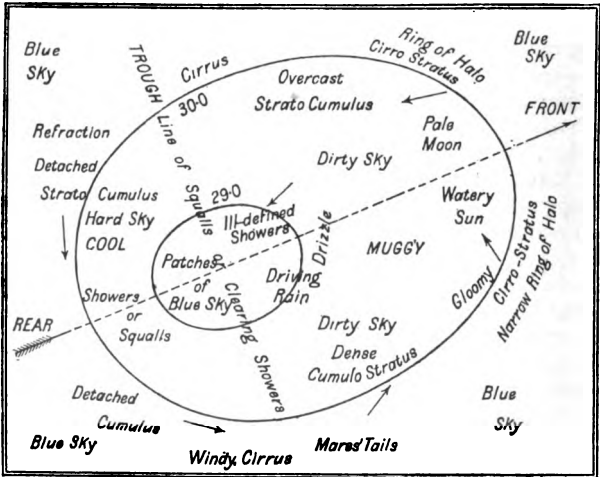 Blue
Sky
TROUGH Line of Squalls or Clearing Showers
Cirrus
30·0
Ring of Halo
Cirro Stratus
Blue
Sky
Overcast
Strato Cumulus
FRONT
Refraction
Pale
Moon
Detached
Strato Cumulus
Dirty Sky
Hard Sky
COOL
29·0
Ill-defined
Showers
Drizzle
Watery
Sun
MUGGY
Patches
of
Blue Sky
Driving
Rain
Gloomy
Cirro-Stratus
Narrow Ring of Halo
Showers
or
Squalls
REAR
Dirty Sky
Dense
Cumulo Stratus
Detached
Cumulus
Blue Sky
Windy, Cirrus
Mares' Tails
Blue
Sky